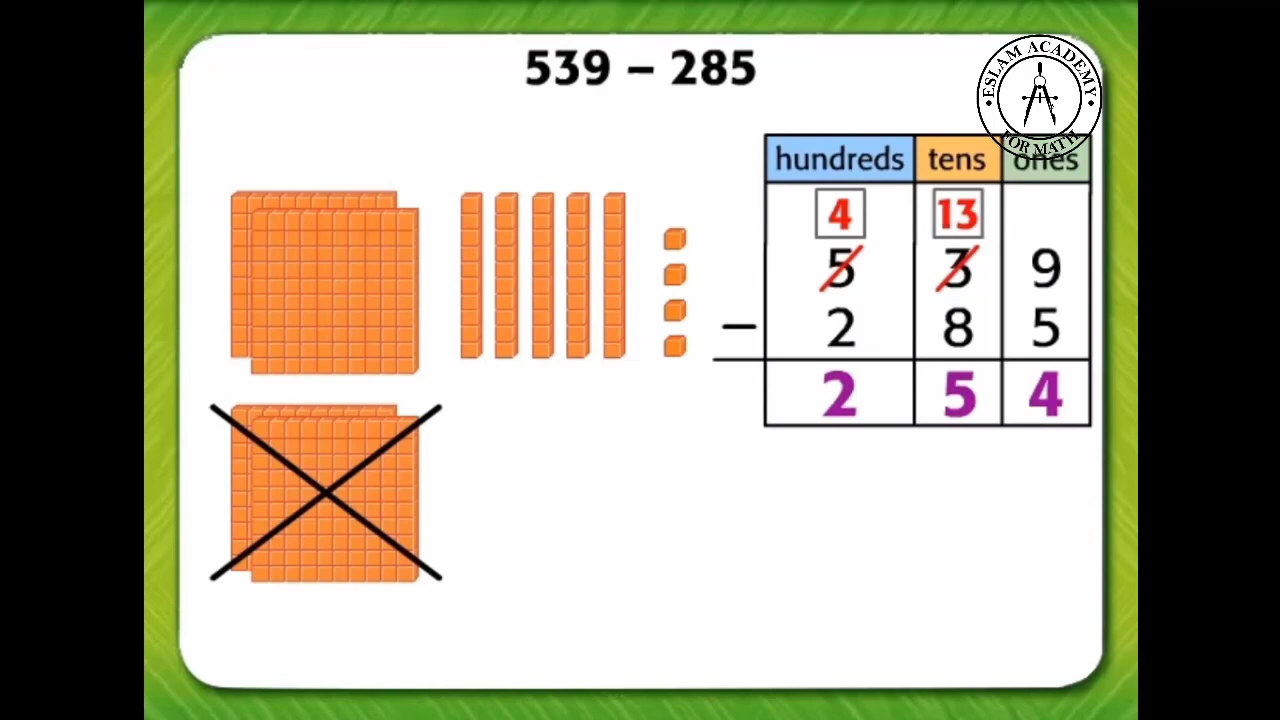 539 – 285
ESLAM ACADEMY
FOR MATH
hundreds tens ones
4 13
5 3 9
– 2 8 5
2 5 4